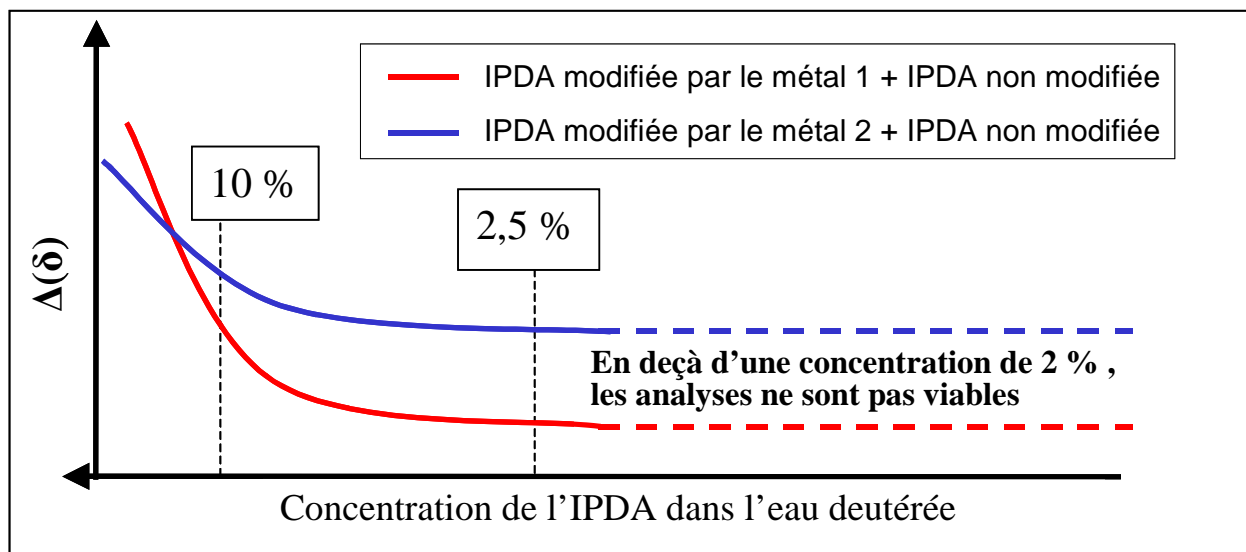 IPDA modifiée par le métal 1 + IPDA non modifiée
IPDA modifiée par le métal 2 + IPDA non modifiée
10 %
2,5 %
Δ(δ)
En deçà d’une concentration de 2 % ,
les analyses ne sont pas viables
Concentration de l’IPDA dans l’eau deutérée